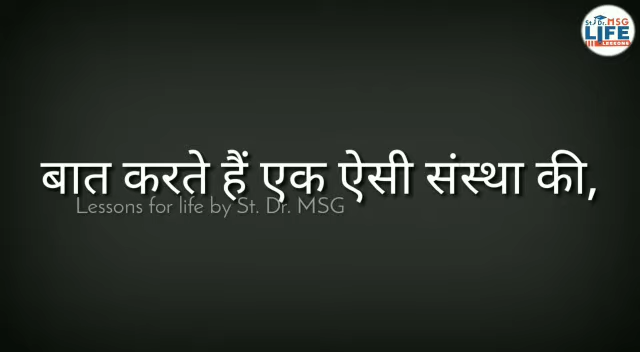 St. Dr. MSG
LIFE
LESSONS
बात करते हैं एक ऐसी संस्था की,
Lessons for life by St. Dr. MSG